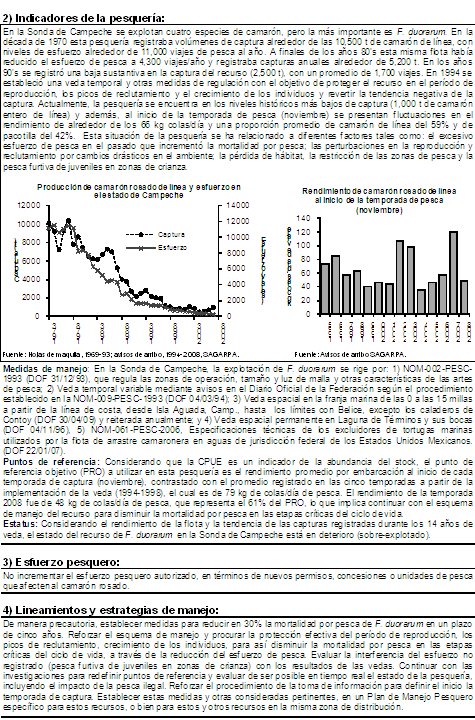 2) Indicadores de la pesquería:
En la Sonda de Campeche se explotan cuatro especies de camarón, pero la más importante es F. duorarum. En la
década de 1970 esta pesquería registraba volúmenes de captura alrededor de las 10,500 t de camarón de línea, con
niveles de esfuerzo alrededor de 11,000 viajes de pesca al año. A finales de los años 80's esta misma flota había
reducido el esfuerzo de pesca a 4,300 viajes/año y registraba capturas anuales alrededor de 5,200 t. En los años
90's se registró una baja sustantiva en la captura del recurso (2,500 t), con un promedio de 1,700 viajes. En 1994 se
estableció una veda temporal y otras medidas de regulación con el objetivo de proteger el recurso en el período de
reproducción, los picos de reclutamiento y el crecimiento de los individuos y revertir la tendencia negativa de la
captura. Actualmente, la pesquería se encuentra en los niveles históricos más bajos de captura (1,000 t de camarón
entero de línea) y además, al inicio de la temporada de pesca (noviembre) se presentan fluctuaciones en el
rendimiento de alrededor de los 66 kg colas/día y una proporción promedio de camarón de línea del 59% y de
pacotilla del 42%. Esta situación de la pesquería se ha relacionado a diferentes factores tales como: el excesivo
esfuerzo de pesca en el pasado que incrementó la mortalidad por pesca; las perturbaciones en la reproducción y
reclutamiento por cambios drásticos en el ambiente; la pérdida de hábitat, la restricción de las zonas de pesca y la
pesca furtiva de juveniles en zonas de crianza.
Producción de camarón rosado de línea y esfuerzo en
el estado de Campeche
12000
10000
8000
6000
4000
2000
0
14000
12000
10000
8000
6000
4000
2000
0
Captura
Esfuerzo
Fuente: Hojas de maquila, 1969-93; avisos de arribo, 1994-2008, SAGARPA.
Rendimiento de camarón rosado de línea
al inicio de la temporada de pesca
(noviembre)
140
120
100
80
60
40
20
0
Fuente: Avisos de arribo SAGARPA.
Medidas de manejo: En la Sonda de Campeche, la explotación de F. duorarum se rige por: 1) NOM-002-PESC-
1993 (DOF 31/12/93), que regula las zonas de operación, tamaño y luz de malla y otras características de las artes
de pesca; 2) Veda temporal variable mediante avisos en el Diario Oficial de la Federación según el procedimiento
establecido en la NOM-009-PESC-1993 (DOF 04/03/94); 3) Veda espacial en la franja marina de las 0 a las 15 millas
a partir de la línea de costa, desde Isla Aguada, Camp., hasta los límites con Belice, excepto los caladeros de
Contoy (DOF 30/04/09 y reiterada anualmente; y 4) Veda espacial permanente en Laguna de Términos y sus bocas
(DOF 04/11/96), 5) NOM-061-PESC-2006, Especificaciones técnicas de los excluidores de tortugas marinas
utilizados por la flota de arrastre camaronera en aguas de jurisdicción federal de los Estados Unidos Mexicanos.
(DOF 22/01/07).
Puntos de referencia: Considerando que la CPUE es un indicador de la abundancia del stock, el punto de
referencia objetivo (PRO) a utilizar en esta pesquería es el rendimiento promedio por embarcación al inicio de cada
temporada de captura (noviembre), contrastado con el promedio registrado en las cinco temporadas a partir de la
implementación de la veda (1994-1998), el cual es de 79 kg de colas/día de pesca. El rendimiento de la temporada
2008 fue de 48 kg de colas/día de pesca, que representa el 61% del PRO, lo que implica continuar con el esquema
de manejo del recurso para disminuir la mortalidad por pesca en las etapas críticas del ciclo de vida.
Estatus: Considerando el rendimiento de la flota y la tendencia de las capturas registradas durante los 14 años de
veda, el estado del recurso de F. duorarum en la Sonda de Campeche está en deterioro (sobre-explotado).
3) Esfuerzo pesquero:
No incrementar el esfuerzo pesquero autorizado, en términos de nuevos permisos, concesiones o unidades de pesca
que afecten al camarón rosado.
4) Lineamientos y estrategias de manejo:
De manera precautoria, establecer medidas para reducir en 30% la mortalidad por pesca de F. duorarum en un plazo
de cinco años. Reforzar el esquema de manejo y procurar la protección efectiva del período de reproducción, los
picos de reclutamiento, crecimiento de los individuos, para así disminuir la mortalidad por pesca en las etapas
críticas del ciclo de vida, a través de la reducción del esfuerzo de pesca. Evaluar la interferencia del esfuerzo no
registrado (pesca furtiva de juveniles en zonas de crianza) con los resultados de las vedas. Continuar con las
investigaciones para redefinir puntos de referencia y evaluar de ser posible en tiempo real el estado de la pesquería,
incluyendo el impacto de la pesca ilegal. Reforzar el procedimiento de la toma de información para definir el inicio la
temporada de captura. Establecer estas medidas y otras consideradas pertinentes, en un Plan de Manejo Pesquero
específico para estos recursos, o bien para estos y otros recursos en la misma zona de distribución.